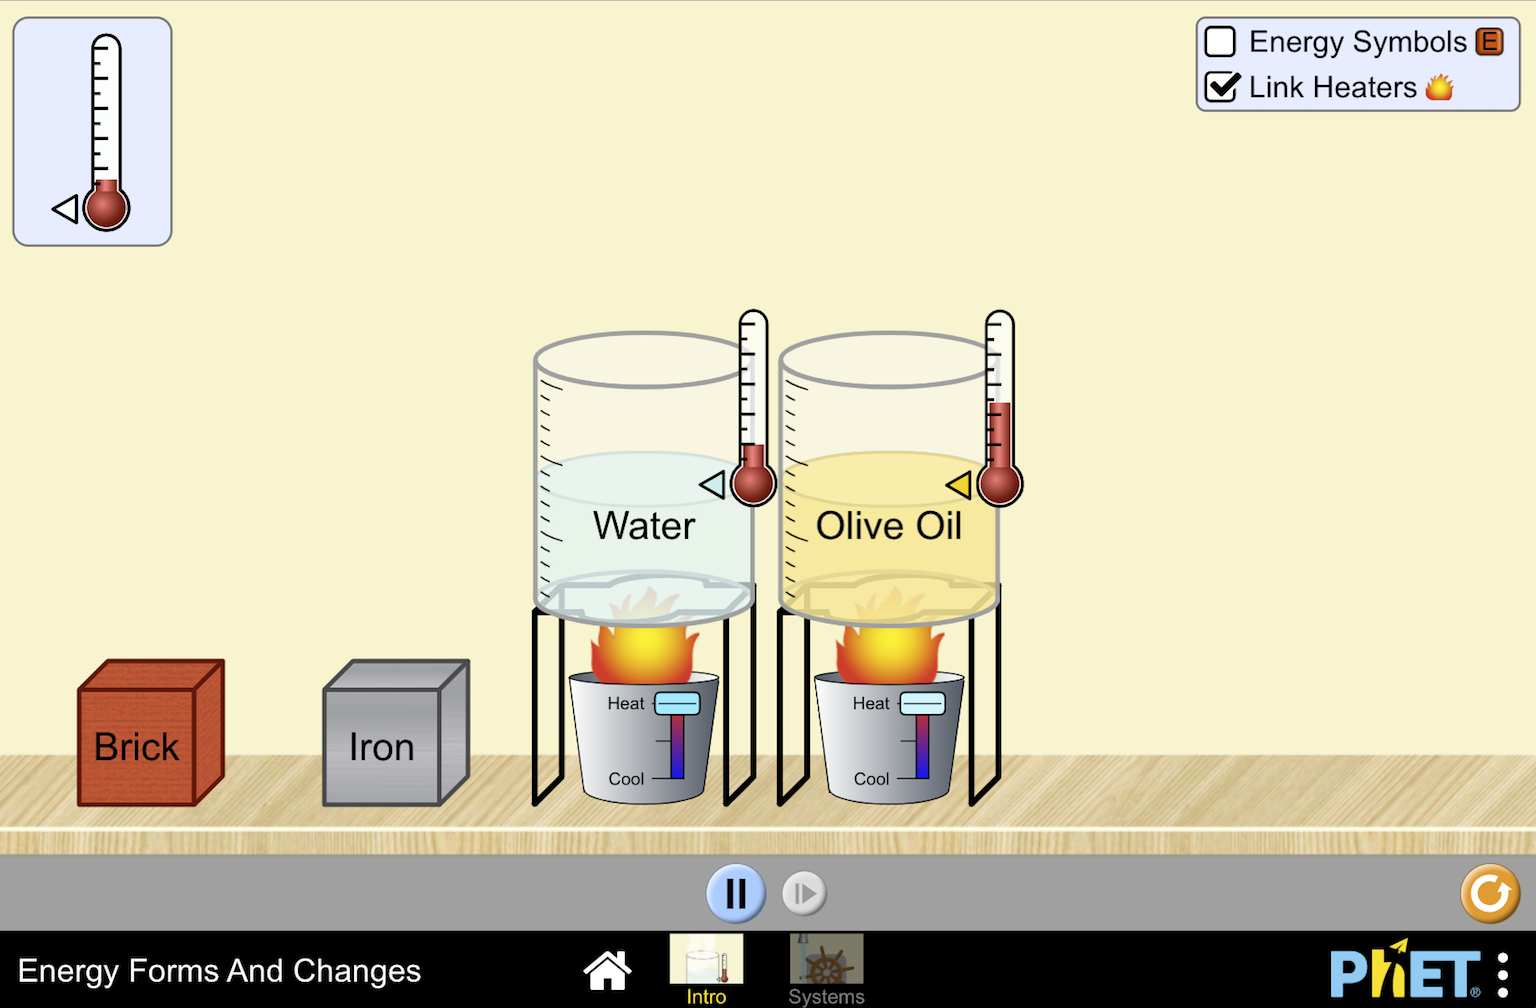 Energy Symbols E
Link Heaters
Water
Olive Oil
Brick
Iron
Heat
Cool
Heat
Cool
Energy Forms And Changes
Intro
Systems
PhET®